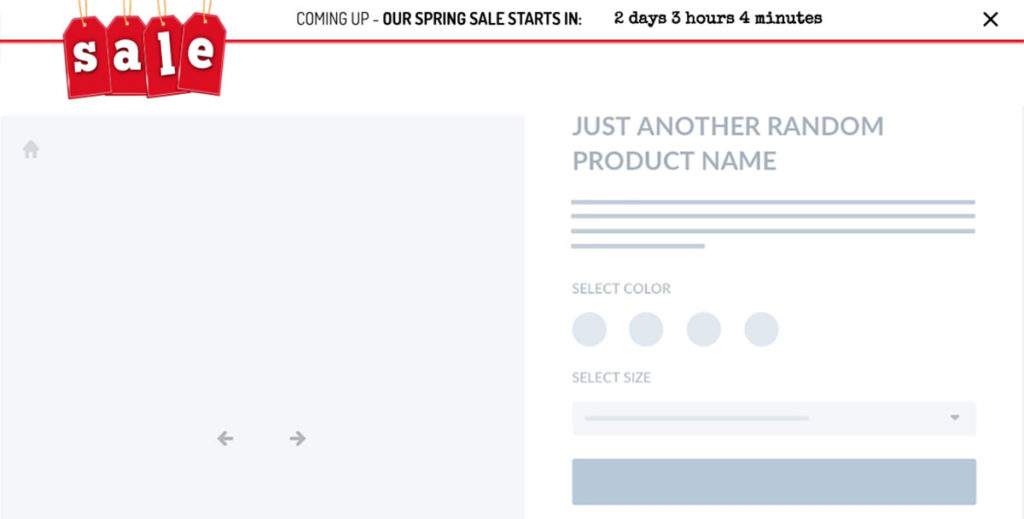 COMING UP - OUR SPRING SALE STARTS IN: 2 days 3 hours 4 minutes
sale
JUST ANOTHER RANDOM
PRODUCT NAME
SELECT COLOR
SELECT SIZE